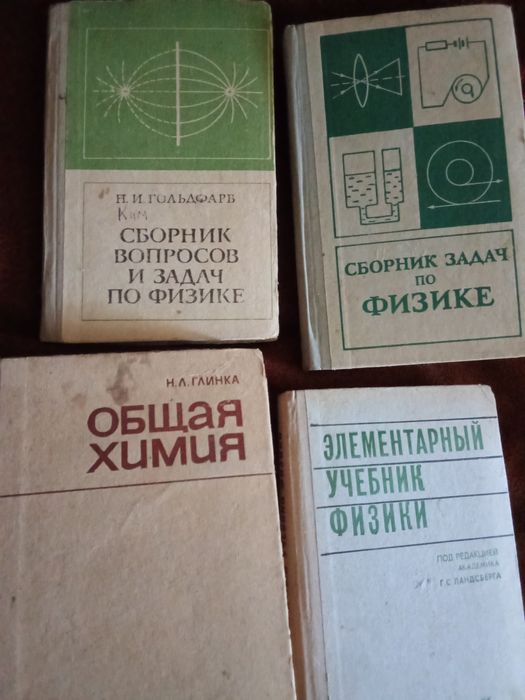 Н. И. ГОЛЬДФАРБ
Ким
СБОРНИК
ВОПРОСОВ
И ЗАДАЧ
ПО ФИЗИКЕ
СБОРНИК ЗАДАЧ
ПО
ФИЗИКЕ
Н.Л.ГЛИНКА
ОБЩАЯ
ХИМИЯ
ЭЛЕМЕНТАРНЫЙ
УЧЕБНИК
ФИЗИКИ
ПОД РЕДАКЦИЕЙ
АКАДЕМИКА
Г.С. ЛАНДСБЕРГА